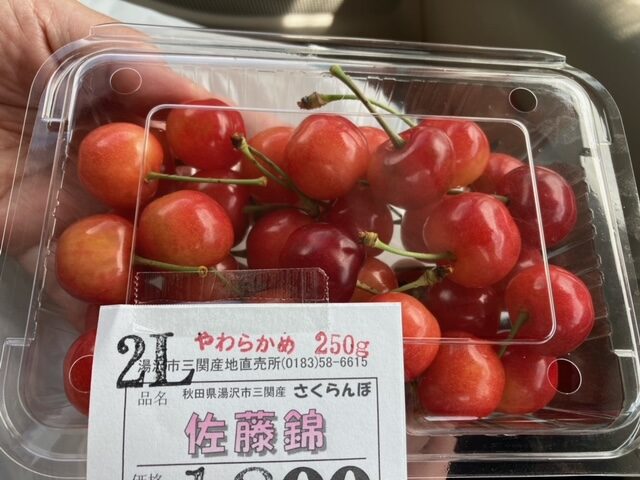 2L やわらかめ 250g
湯沢市三関産地直売所(0183)58-6615
品名 秋田県湯沢市三関産 さくらんぼ
佐藤錦
価格